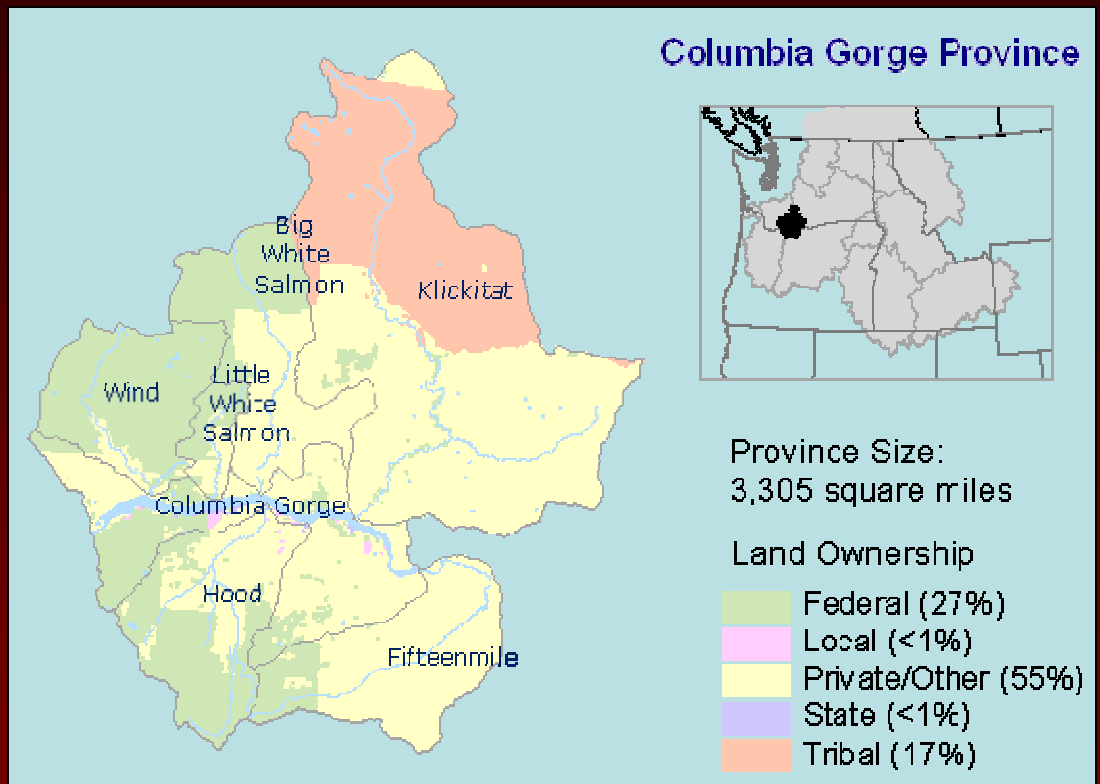 Columbia Gorge Province
Big
White
Salmon
Klickitat
Wind
Little
White
Salmon
Columbia Gorge
Hood
Fifteenmile
Province Size:
3,305 square miles
Land Ownership
Federal (27%)
Local (<1%)
Private/Other (55%)
State (<1%)
Tribal (17%)